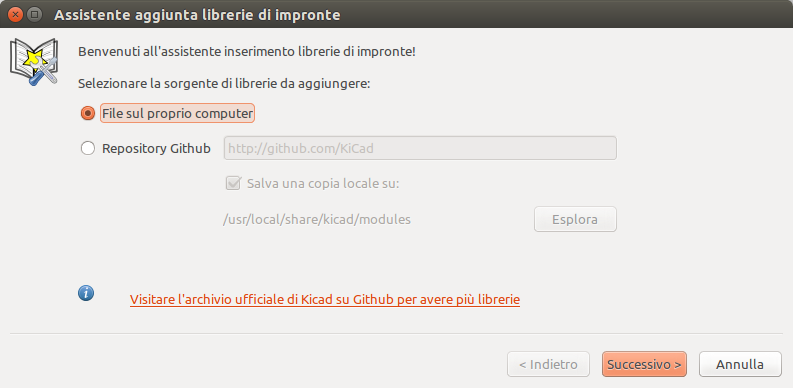 Assistente aggiunta librerie di impronte
Benvenuti all'assistente inserimento librerie di impronte!
Selezionare la sorgente di librerie da aggiungere:
File sul proprio computer
Repository Github http://github.com/KiCad
Salva una copia locale su:
/usr/local/share/kicad/modules Esplora
Visitare l'archivio ufficiale di Kicad su Github per avere più librerie
< Indietro Successivo > Annulla